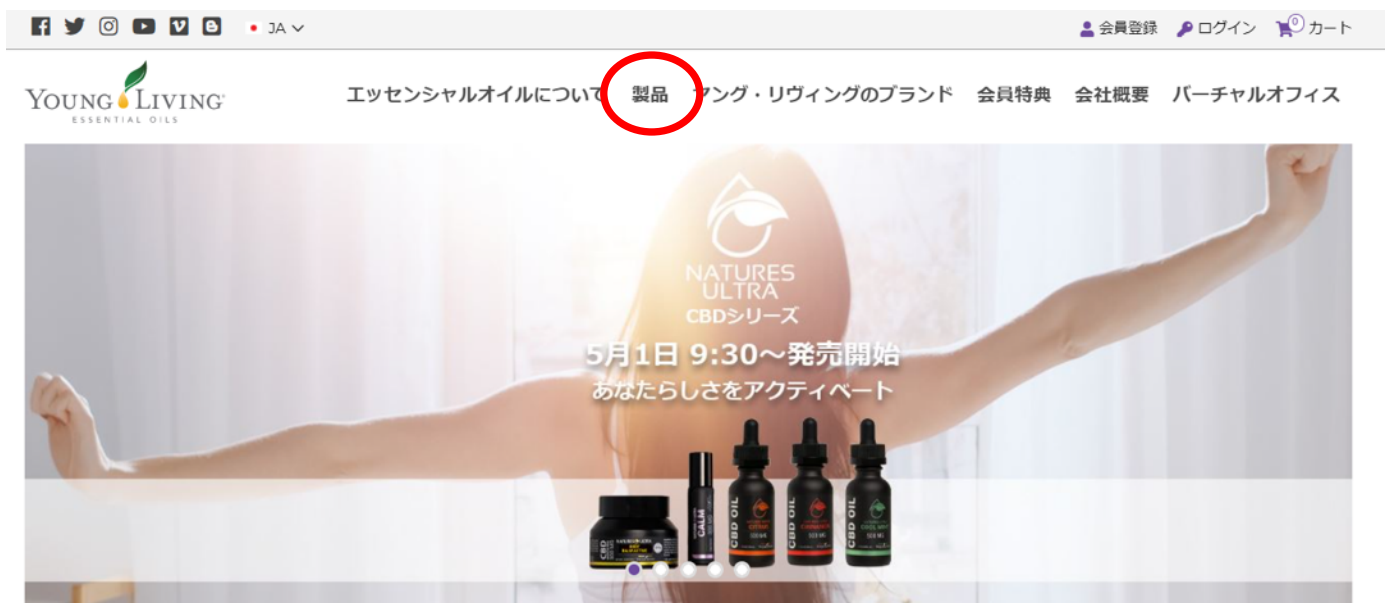 JA
会員登録
ログイン
0 カート
YOUNG LIVING
ESSENTIAL OILS
エッセンシャルオイルについて 製品 ヤング・リヴィングのブランド 会員特典 会社概要 バーチャルオフィス
NATURES
ULTRA
CBDシリーズ
5月1日 9:30～発売開始
あなたらしさをアクティベート
CBD
CALM
CBD OIL
CBD OIL
CINNAMON
CBD OIL
COOL MINT